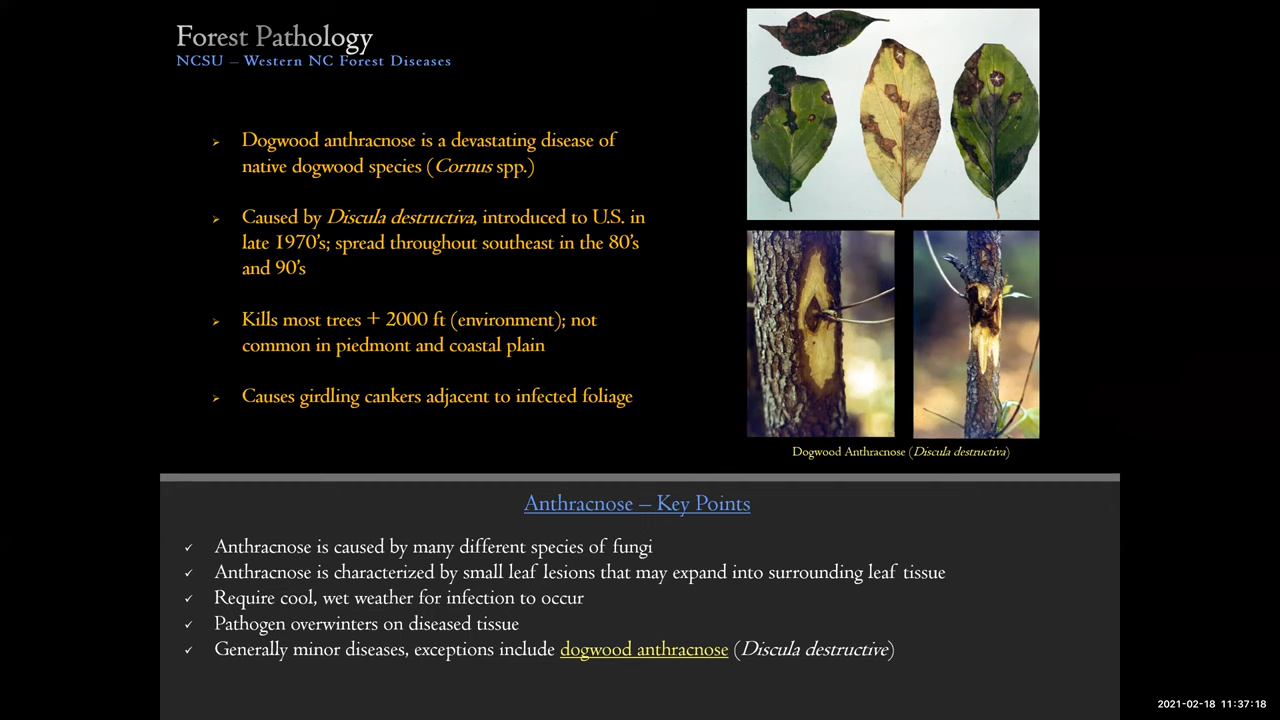 Forest Pathology
NCSU – Western NC Forest Diseases
➢ Dogwood anthracnose is a devastating disease of
native dogwood species (Cornus spp.)
➢ Caused by Discula destructiva, introduced to U.S. in
late 1970's; spread throughout southeast in the 80's
and 90's
➢ Kills most trees + 2000 ft (environment); not
common in piedmont and coastal plain
➢ Causes girdling cankers adjacent to infected foliage
Dogwood Anthracnose (Discula destructiva)
Anthracnose – Key Points
✓ Anthracnose is caused by many different species of fungi
✓ Anthracnose is characterized by small leaf lesions that may expand into surrounding leaf tissue
✓ Require cool, wet weather for infection to occur
✓ Pathogen overwinters on diseased tissue
✓ Generally minor diseases, exceptions include dogwood anthracnose (Discula destructive)
2021-02-18 11:37:18